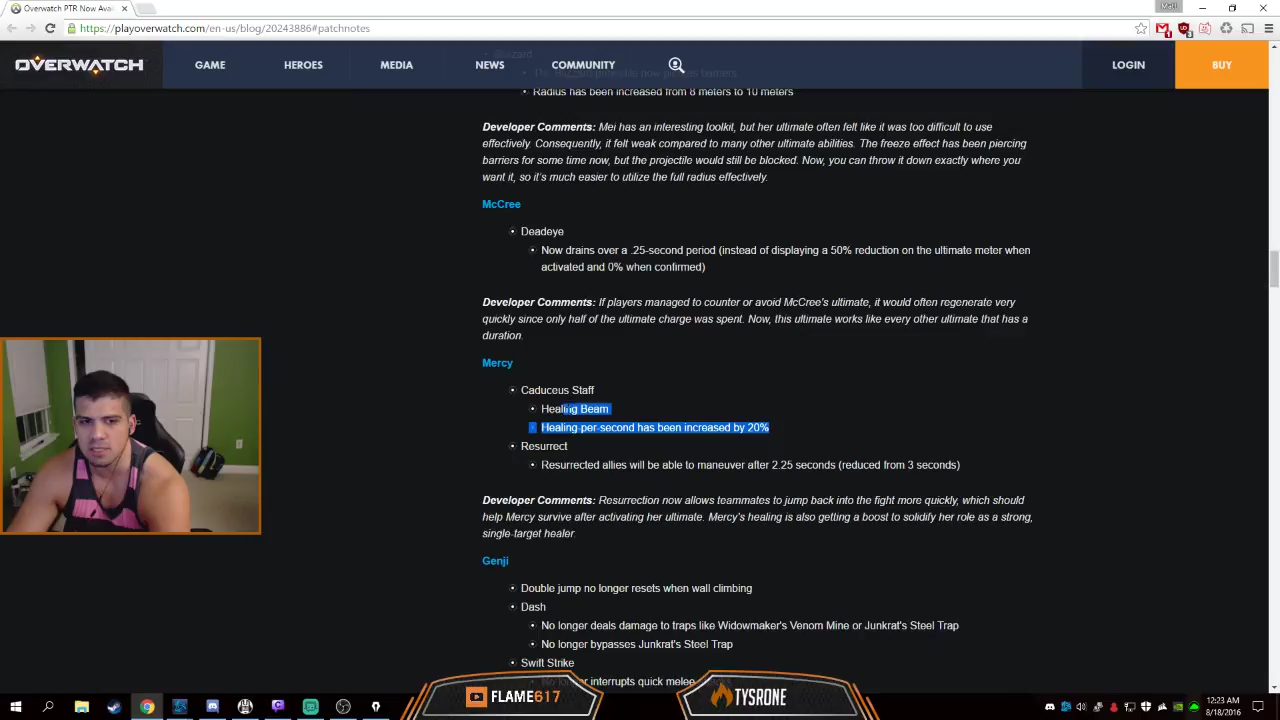 Overwatch PTR Now Avai
Matt
https://playoverwatch.com/en-us/blog/20243886#patchnotes
OVERWATCH
GAME
HEROES
MEDIA
NEWS
COMMUNITY
LOGIN
BUY
Blizzard
The Blizzard projectile now pierces barriers
Radius has been increased from 8 meters to 10 meters
Developer Comments: Mei has an interesting toolkit, but her ultimate often felt like it was too difficult to use
effectively. Consequently, it felt weak compared to many other ultimate abilities. The freeze effect has been piercing
barriers for some time now, but the projectile would still be blocked. Now, you can throw it down exactly where you
want it, so it's much easier to utilize the full radius effectively.
McCree
Deadeye
Now drains over a .25-second period (instead of displaying a 50% reduction on the ultimate meter when
activated and 0% when confirmed)
Developer Comments: If players managed to counter or avoid McCree's ultimate, it would often regenerate very
quickly since only half of the ultimate charge was spent. Now, this ultimate works like every other ultimate that has a
duration.
Mercy
Caduceus Staff
Healing Beam
Healing-per-second has been increased by 20%
Resurrect
Resurrected allies will be able to maneuver after 2.25 seconds (reduced from 3 seconds)
Developer Comments: Resurrection now allows teammates to jump back into the fight more quickly, which should
help Mercy survive after activating her ultimate. Mercy's healing is also getting a boost to solidify her role as a strong,
single-target healer.
Genji
Double jump no longer resets when wall climbing
Dash
No longer deals damage to traps like Widowmaker's Venom Mine or Junkrat's Steel Trap
No longer bypasses Junkrat's Steel Trap
Swift Strike
interrupts quick melee
FLAME617
TYSRONE
12:23 AM
8/18/2016